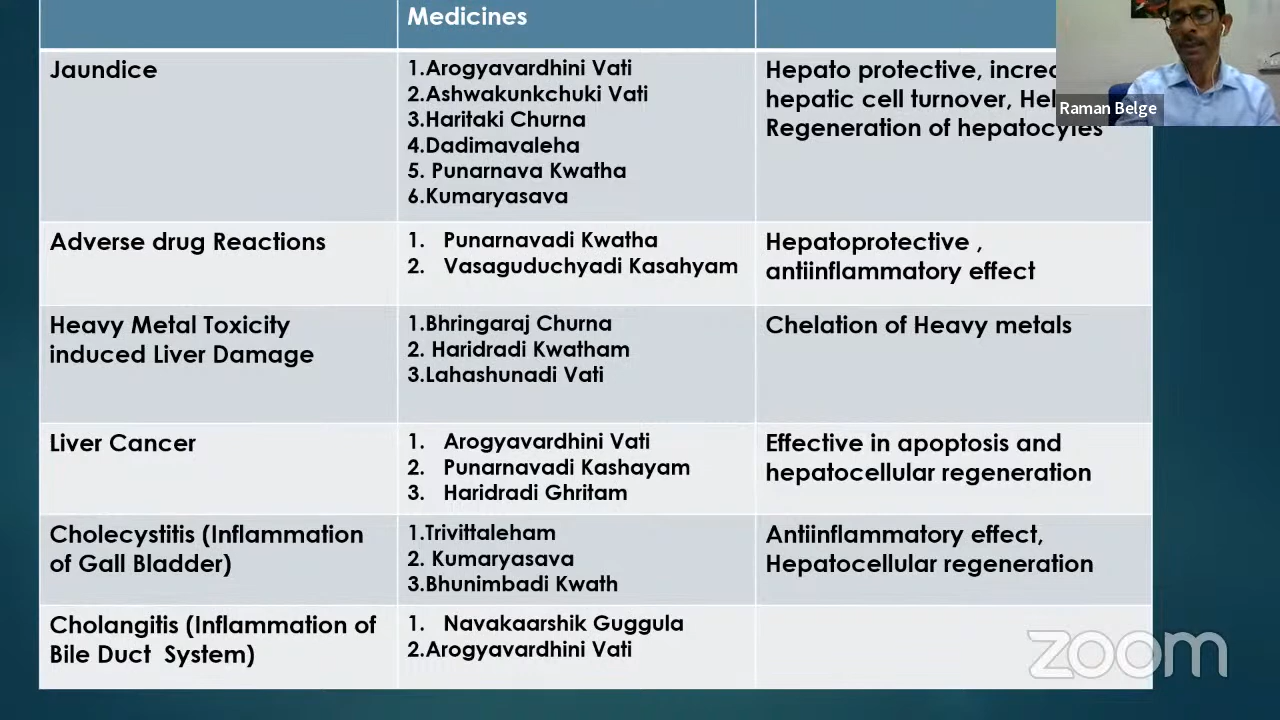 Medicines
Jaundice
1.Arogyavardhini Vati
2.Ashwakunkchuki Vati
3.Haritaki Churna
4.Dadimavaleha
5. Punarnava Kwatha
6.Kumaryasava
Hepato protective,
hepatic cell turnover,
Regeneration of hepatocytes
Raman Belge
Adverse drug Reactions
1. Punarnavadi Kwatha
2. Vasaguduchyadi Kasahyam
Hepatoprotective ,
antiinflammatory effect
Heavy Metal Toxicity
induced Liver Damage
1.Bhringaraj Churna
2. Haridradi Kwatham
3.Lahashunadi Vati
Chelation of Heavy metals
Liver Cancer
1. Arogyavardhini Vati
2. Punarnavadi Kashayam
3. Haridradi Ghritam
Effective in apoptosis and
hepatocellular regeneration
Cholecystitis (Inflammation
of Gall Bladder)
1.Trivittaleham
2. Kumaryasava
3.Bhunimbadi Kwath
Antiinflammatory effect,
Hepatocellular regeneration
Cholangitis (Inflammation of
Bile Duct System)
1. Navakaarshik Guggula
2.Arogyavardhini Vati
zoom